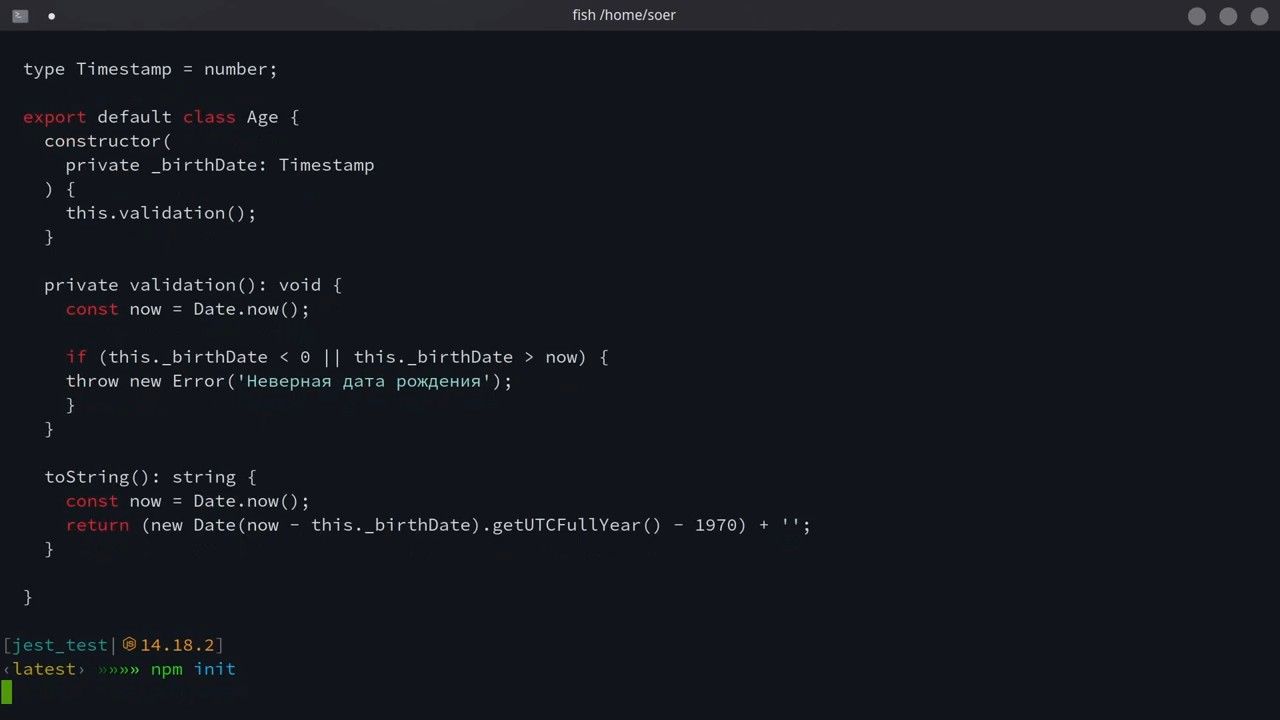 fish /home/soer
type Timestamp = number;
export default class Age {
constructor(
private _birthDate: Timestamp
) {
this.validation();
}
private validation(): void {
const now = Date.now();
if (this._birthDate < 0 || this._birthDate > now) {
throw new Error('Неверная дата рождения');
}
}
toString(): string {
const now = Date.now();
return (new Date(now - this._birthDate).getUTCFullYear() - 1970) + '';
}
}
[jest_test|14.18.2]
‹latest› »»»» npm init